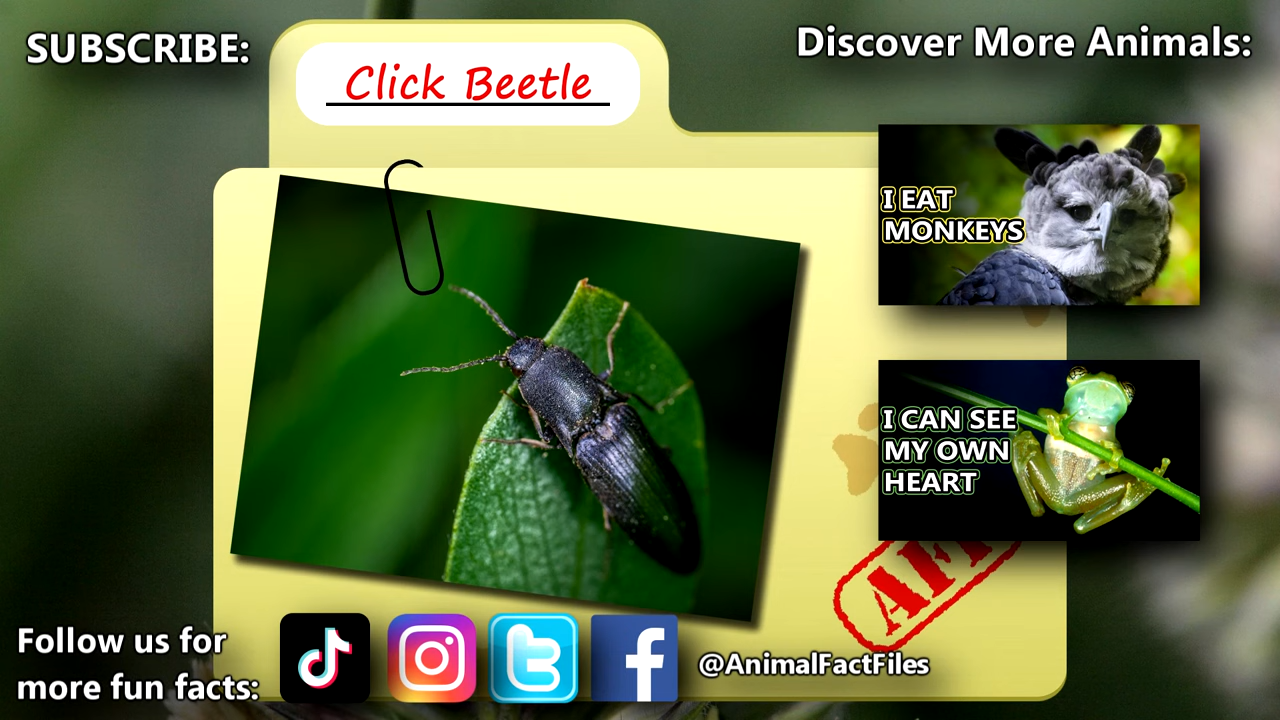 SUBSCRIBE:
Click Beetle
Discover More Animals:
I EAT
MONKEYS
I CAN SEE
MY OWN
HEART
AFF
Follow us for
more fun facts:
@AnimalFactFiles